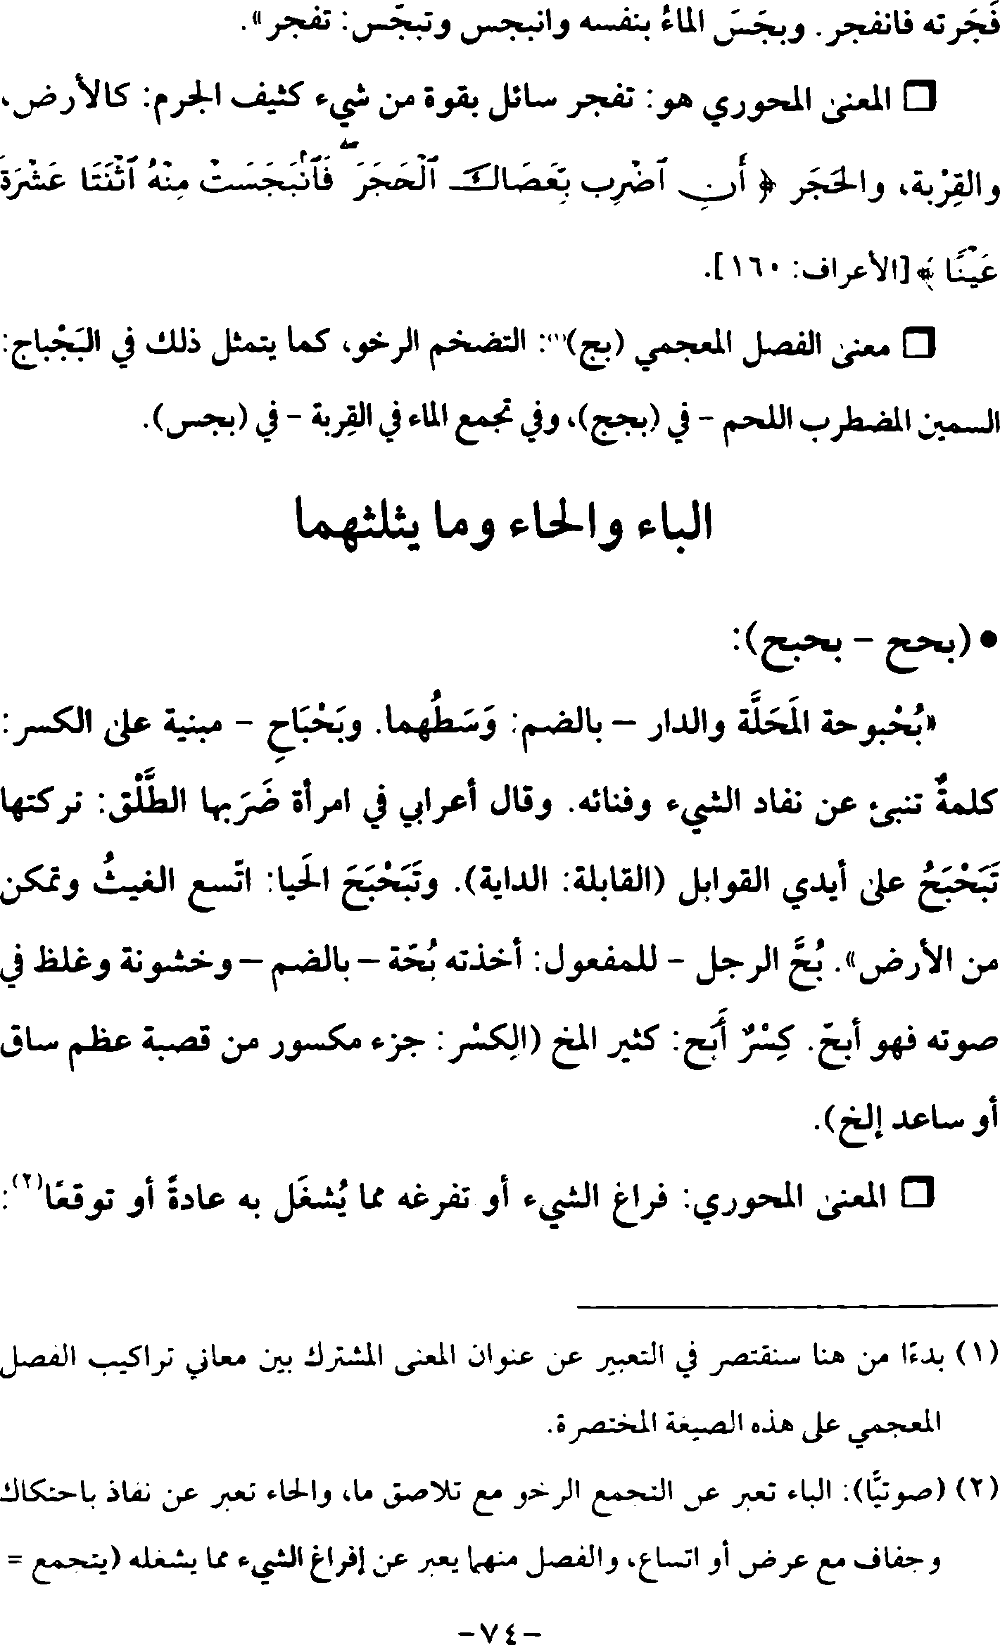 فَجَرته فانفجر. وبجَسَ الماءُ بنفسه وانبجس وتبجّس: تفجر».
❑ المعنى المحوري هو: تفجر سائل بقوة من شيء كثيف الجرم: كالأرض،
والقِرْبة، والحَجَر ﴿ أَنِ ٱضْرِب بِّعَصَاكَ ٱلْحَجَرَ ۖ فَٱنۢبَجَسَتْ مِنْهُ ٱثْنَتَا عَشْرَةَ
عَيْنًا ﴾ [الأعراف: ١٦٠].
❑ معنى الفصل المعجمي (بج)(١): التضخم الرخو، كما يتمثل ذلك في البَجْباج:
السمين المضطرب اللحم - في (بجج)، وفي تجمع الماء في القِربة - في (بجس).
الباء والحاء وما يثلثهما
● (بحح - بحبح):
«بُحْبوحة المَحَلَّة والدار – بالضم: وَسَطُهما. وبَحْبَاحِ - مبنية على الكسر:
كلمةٌ تنبئ عن نفاد الشيء وفنائه. وقال أعرابي في امرأة ضَرَبها الطَّلْق: تركتها
تَبَحْبَحُ على أيدي القوابل (القابلة: الداية). وتَبَحْبَحَ الحَيا: اتّسع الغيثُ وتمكن
من الأرض». بُحَّ الرجل - للمفعول: أخذته بُحّة – بالضم – وخشونة وغلظ في
صوته فهو أبحّ. كِسْرٌ أَبَح: كثير المخ (الكِسْر: جزء مكسور من قصبة عظم ساق
أو ساعد إلخ).
❑ المعنى المحوري: فراغ الشيء أو تفرغه مما يُشغَل به عادةً أو توقعًا(٢):
(١) بدءًا من هنا سنقتصر في التعبير عن عنوان المعنى المشترك بين معاني تراكيب الفصل
المعجمي على هذه الصيغة المختصرة.
(٢) (صوتيًّا): الباء تعبر عن التجمع الرخو مع تلاصق ما، والحاء تعبر عن نفاذ باحتكاك
وجفاف مع عرض أو اتساع، والفصل منهما يعبر عن إفراغ الشيء مما يشغله (يتجمع =
-٧٤-